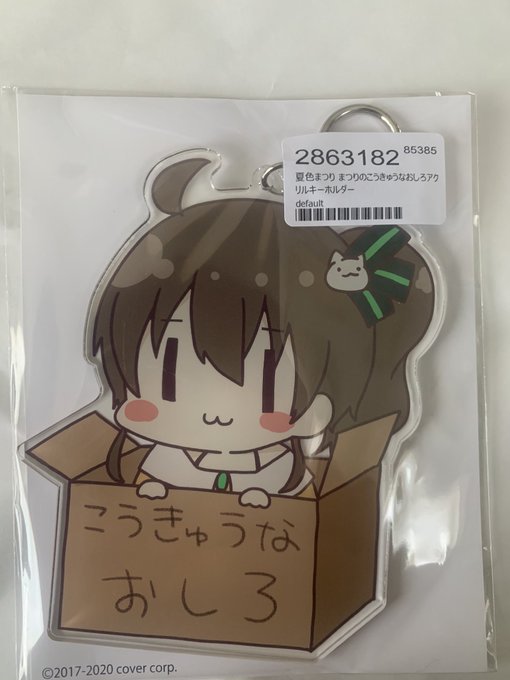 2863182 85385
夏色まつり まつりのこうきゅうなおしろアク
リルキーホルダー
default
こうきゅうな
おしろ
©2017-2020 cover corp.